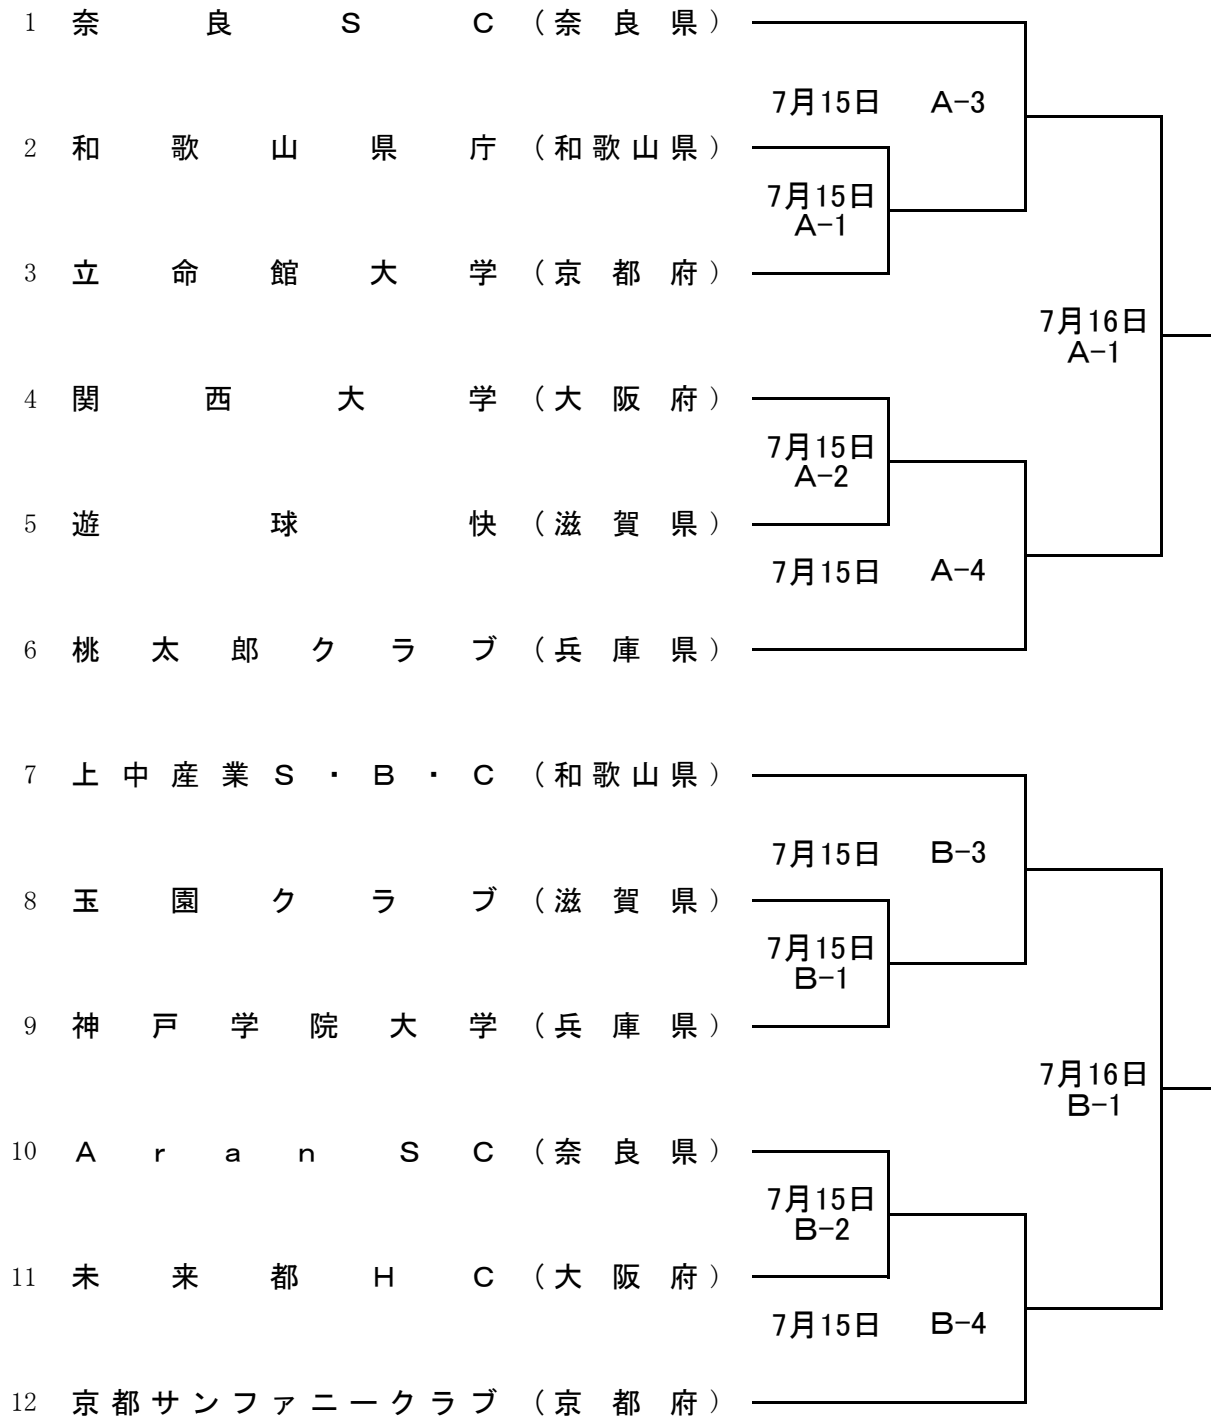 1 奈良ＳＣ（奈良県）
7月15日 A-3
2 和歌山県庁（和歌山県）
7月15日
A-1
3 立命館大学（京都府）
7月16日
A-1
4 関西大学（大阪府）
7月15日
A-2
5 遊球快（滋賀県）
7月15日 A-4
6 桃太郎クラブ（兵庫県）
7 上中産業Ｓ・Ｂ・Ｃ（和歌山県）
7月15日 B-3
8 玉園クラブ（滋賀県）
7月15日
B-1
9 神戸学院大学（兵庫県）
7月16日
B-1
10 ＡｒａｎＳＣ（奈良県）
7月15日
B-2
11 未来都ＨＣ（大阪府）
7月15日 B-4
12 京都サンファニークラブ（京都府）